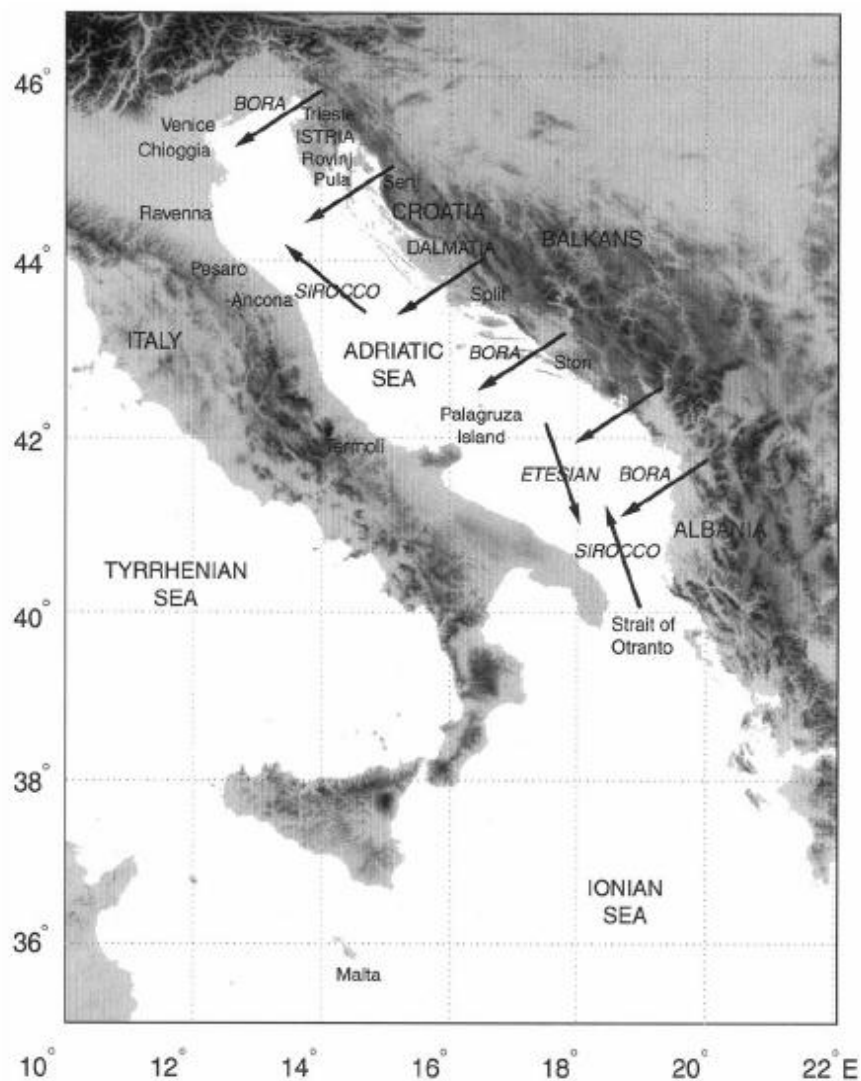 46°
BORA
Trieste
Venice
ISTRIA
Chioggia
Rovinj
Pula
Senj
Ravenna
CROATIA
BALKANS
DALMATIA
44°
Pesaro
SIROCCO
Ancona
Split
ITALY
ADRIATIC
SEA
BORA
Ston
Palagruza
Island
42°
Termoli
ETESIAN
BORA
ALBANIA
SIROCCO
TYRRHENIAN
SEA
40°
Strait of
Otranto
38°
IONIAN
SEA
36°
Malta
10° 12° 14° 16° 18° 20° 22° E